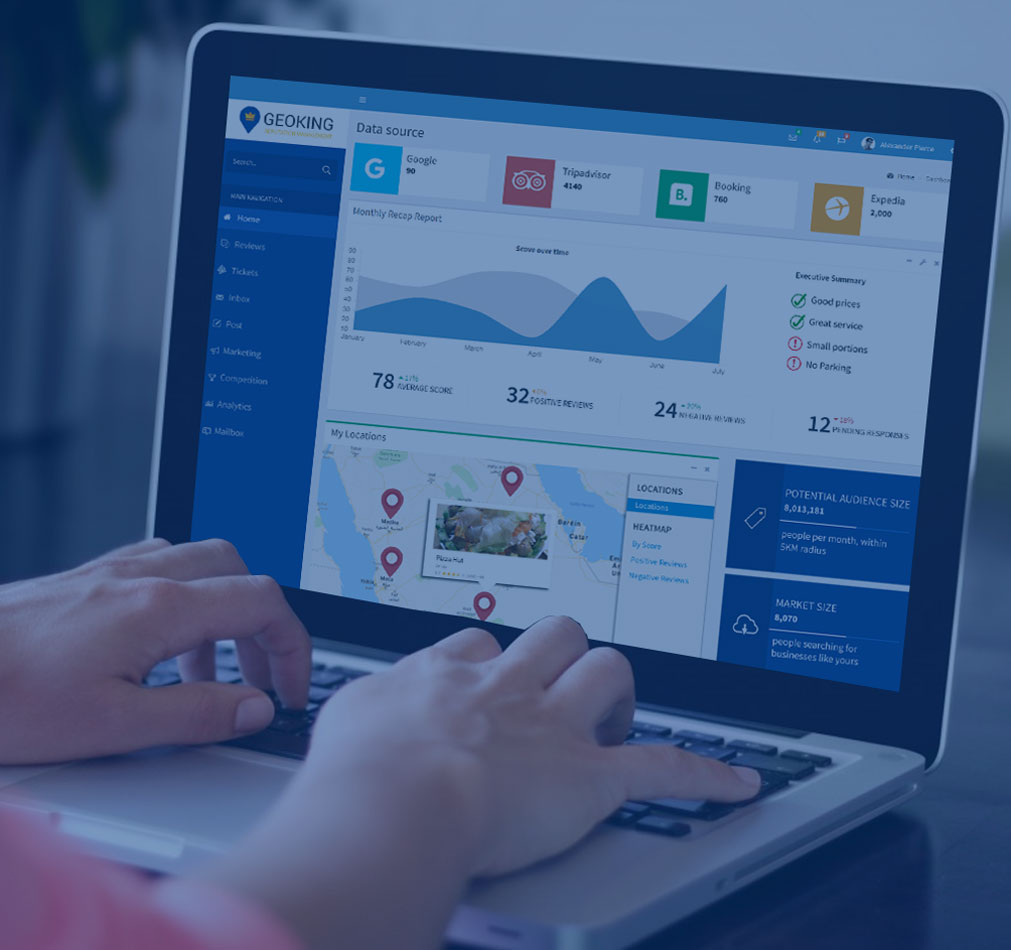 GEOKING
REPUTATION MANAGEMENT
Alexander Pierce
Search...
Data source
Home
Google
90
Tripadvisor
4140
Booking
760
Expedia
2,000
MAIN NAVIGATION
Home
Reviews
Tickets
Inbox
Post
Marketing
Competition
Analytics
Mailbox
Monthly Recap Report
Score over time
90
80
70
60
50
40
30
20
10
January
February
March
April
May
June
July
Executive Summary
Good prices
Great service
Small portions
No Parking
78
17%
AVERAGE SCORE
32
POSITIVE REVIEWS
24
20%
NEGATIVE REVIEWS
12
18%
PENDING RESPONSES
My Locations
Medina
Pizza Hut
LOCATIONS
Locations
HEATMAP
By Score
Positive Reviews
Negative Reviews
POTENTIAL AUDIENCE SIZE
8,013,181
people per month, within
5KM radius
MARKET SIZE
8,070
people searching for
businesses like yours